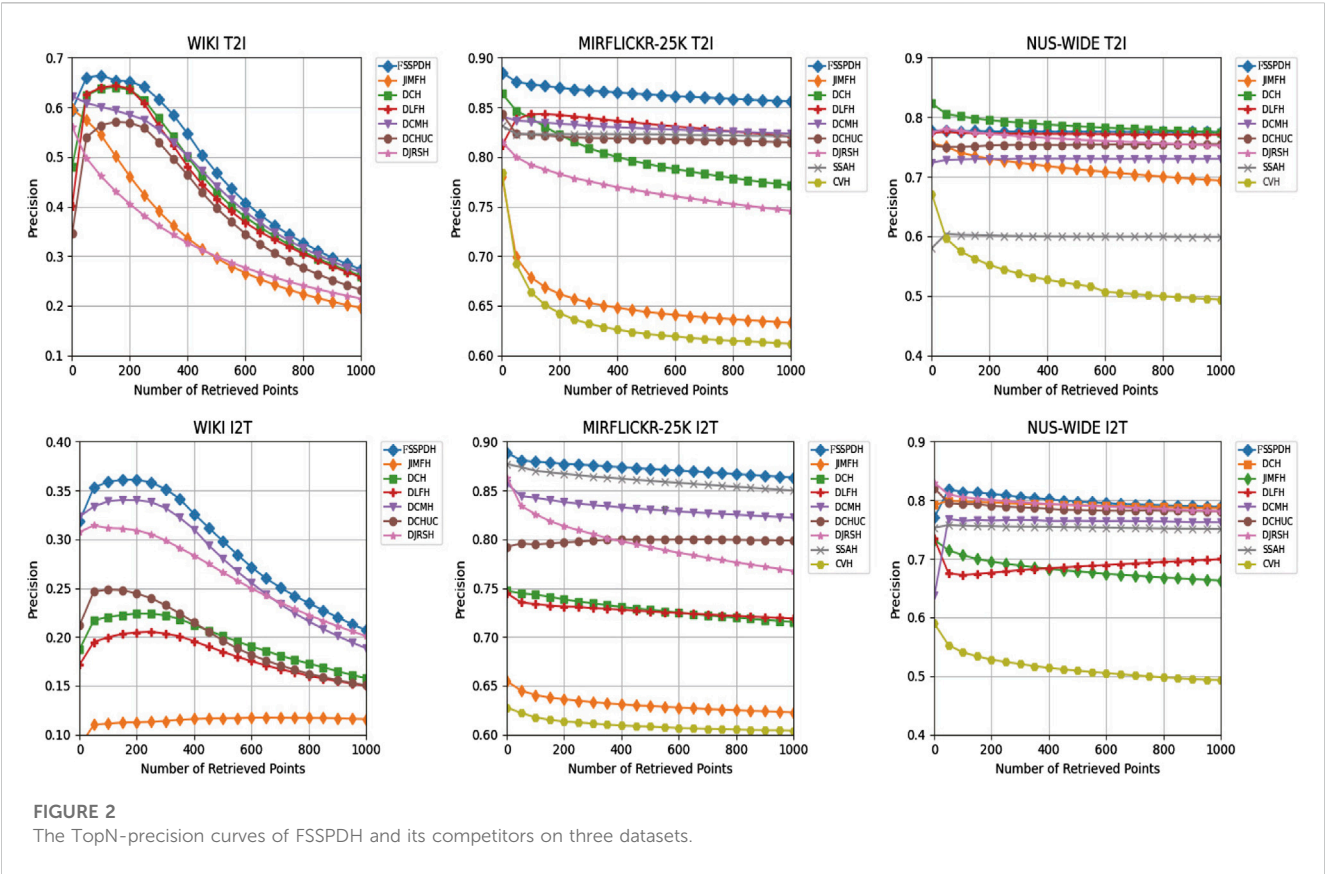 WIKI T2I
0.7
0.6
0.5
0.4
0.3
0.2
0.1
Precision
0 200 400 600 800 1000
Number of Retrieved Points
FSSPDH
JIMFH
DCH
DLFH
DCMH
DCHUC
DJRSH
MIRFLICKR-25K T2I
0.90
0.85
0.80
0.75
0.70
0.65
0.60
Precision
0 200 400 600 800 1000
Number of Retrieved Points
FSSPDH
JIMFH
DCH
DLFH
DCMH
DCHUC
DJRSH
SSAH
CVH
NUS-WIDE T2I
0.9
0.8
0.7
0.6
0.5
0.4
Precision
0 200 400 600 800 1000
Number of Retrieved Points
FSSPDH
JIMFH
DCH
DLFH
DCMH
DCHUC
DJRSH
SSAH
CVH
WIKI I2T
0.40
0.35
0.30
0.25
0.20
0.15
0.10
Precision
0 200 400 600 800 1000
Number of Retrieved Points
FSSPDH
JIMFH
DCH
DLFH
DCMH
DCHUC
DJRSH
MIRFLICKR-25K I2T
0.90
0.85
0.80
0.75
0.70
0.65
0.60
Precision
0 200 400 600 800 1000
Number of Retrieved Points
FSSPDH
JIMFH
DCH
DLFH
DCMH
DCHUC
DJRSH
SSAH
CVH
NUS-WIDE I2T
0.9
0.8
0.7
0.6
0.5
0.4
Precision
0 200 400 600 800 1000
Number of Retrieved Points
FSSPDH
DCH
JIMFH
DLFH
DCMH
DCHUC
DJRSH
SSAH
CVH
FIGURE 2
The TopN-precision curves of FSSPDH and its competitors on three datasets.